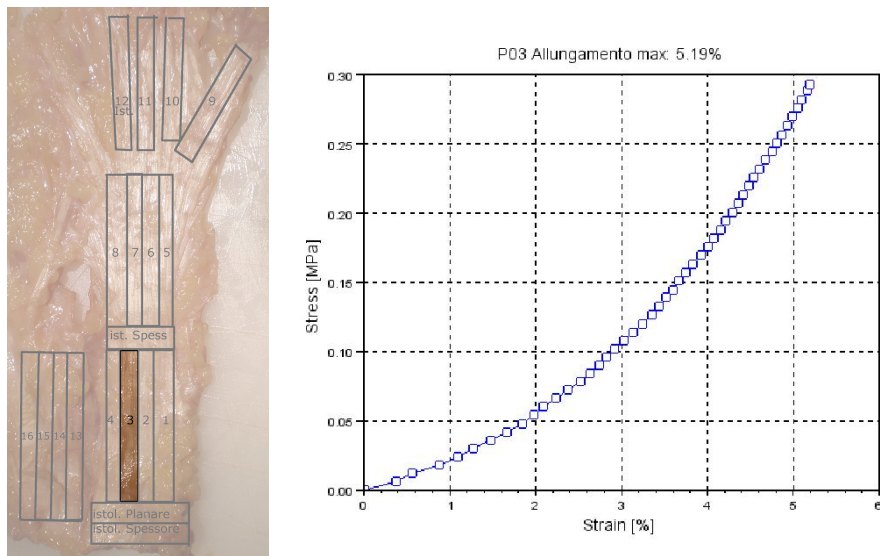 12 11 10 9
Ist.
8 7 6 5
ist. Spess
16 15 14 13 4 3 2 1
istol. Planare
istol. Spessore
P03 Allungamento max: 5.19%
Stress [MPa]
0.30
0.25
0.20
0.15
0.10
0.05
0.00
0 1 2 3 4 5 6
Strain [%]